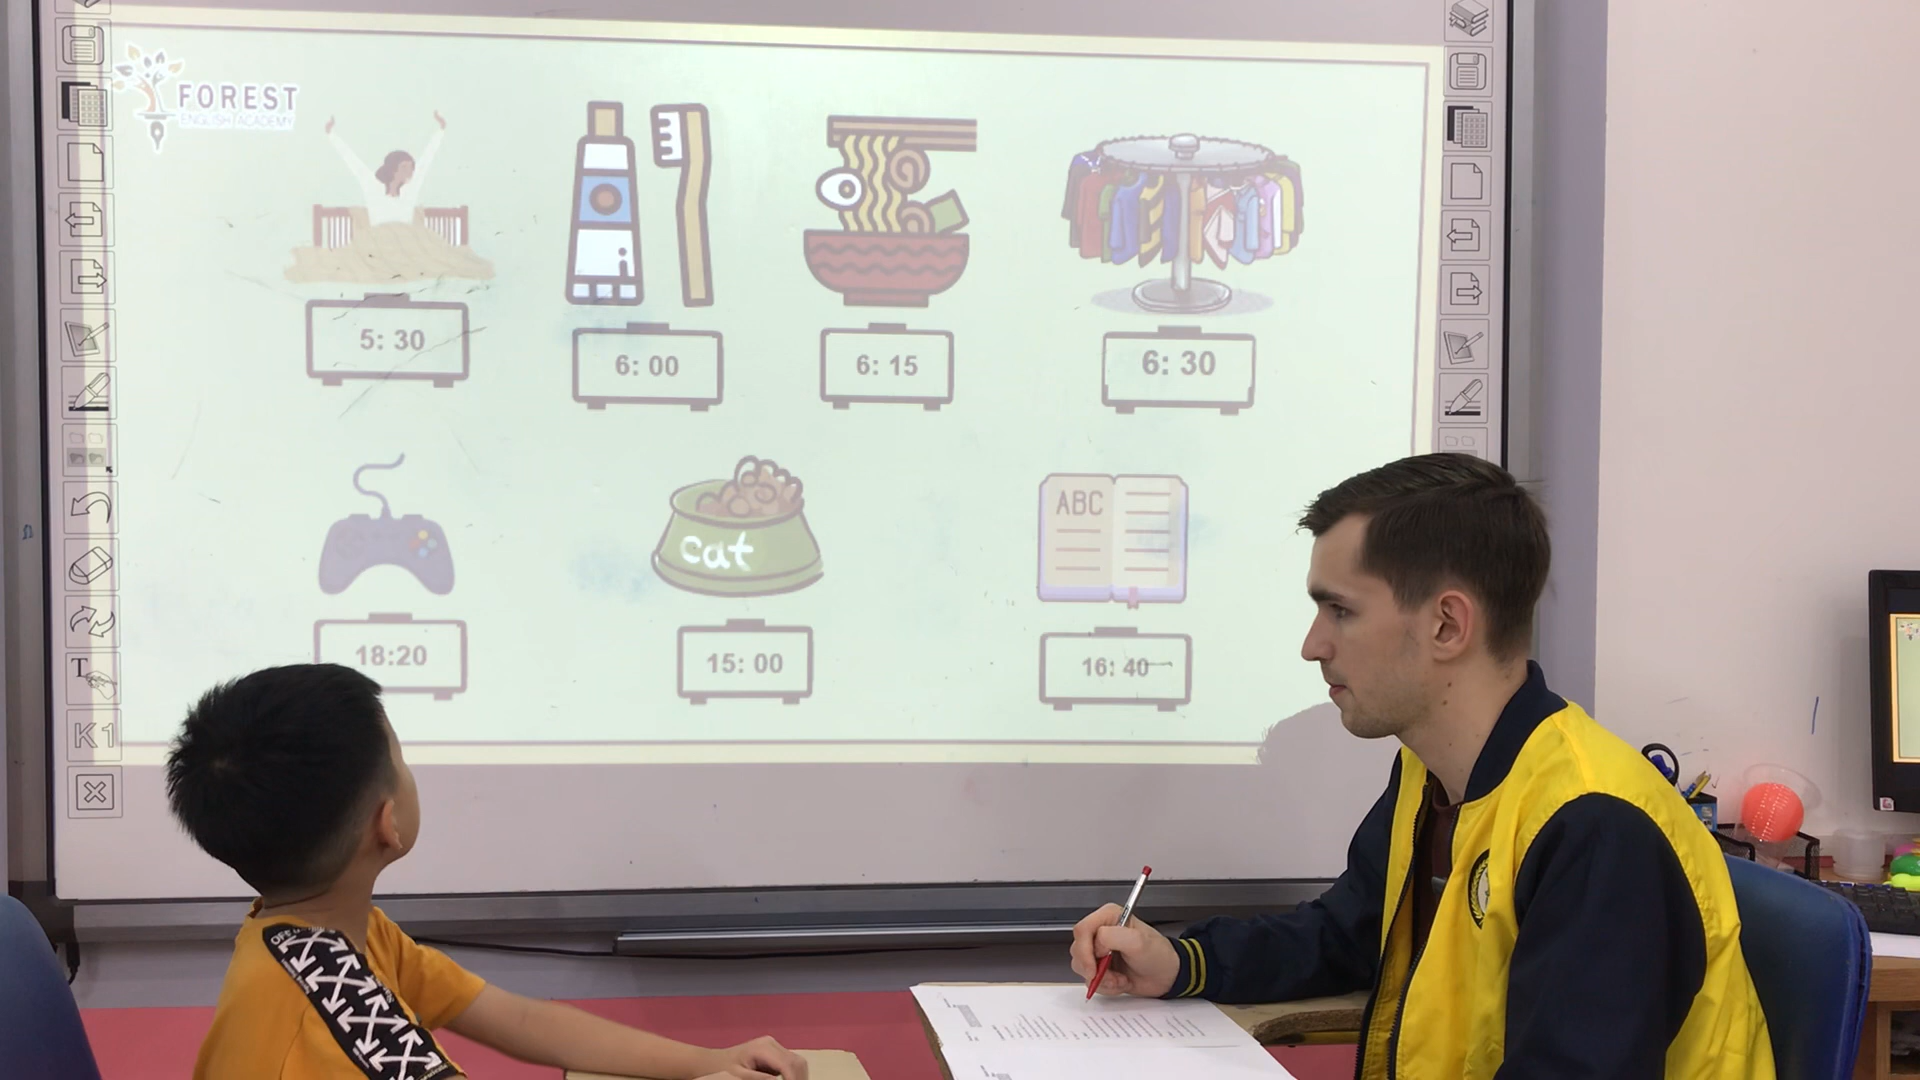 FOREST
ENGLISH ACADEMY
5: 30
6: 00
6: 15
6: 30
cat
ABC
18:20
15: 00
16: 40
T
K1